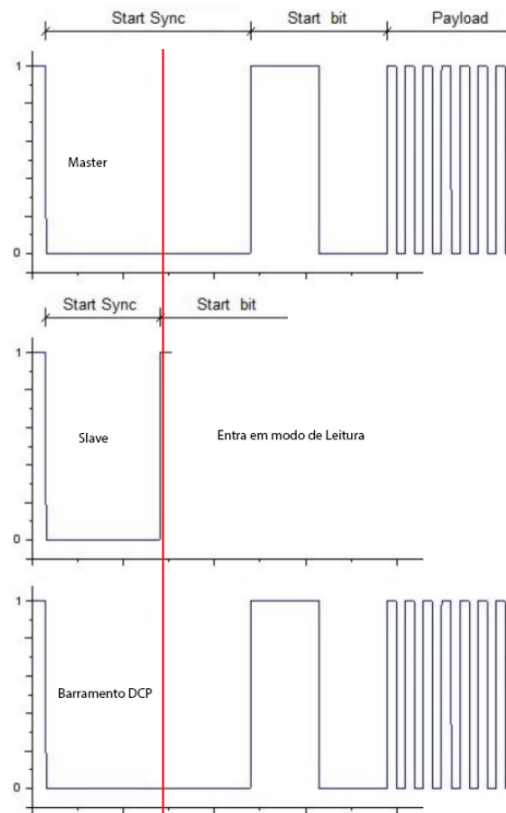 Start Sync Start bit Payload
1
Master
0
Start Sync Start bit
1
Slave Entra em modo de Leitura
0
1
Barramento DCP
0